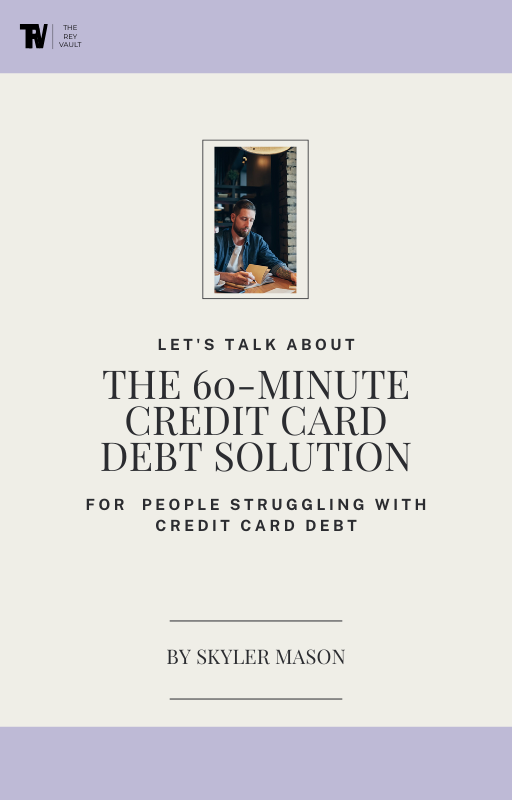 TRV
THE
REY
VAULT
LET'S TALK ABOUT
THE 60-MINUTE
CREDIT CARD
DEBT SOLUTION
FOR PEOPLE STRUGGLING WITH
CREDIT CARD DEBT
BY SKYLER MASON